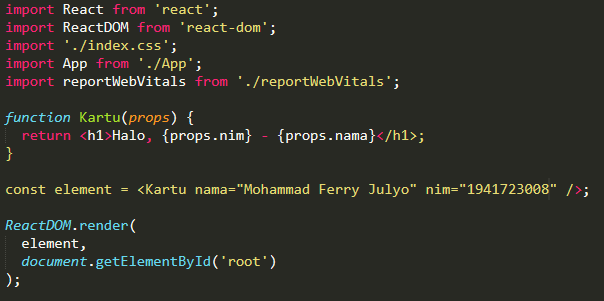 import React from 'react';
import ReactDOM from 'react-dom';
import './index.css';
import App from './App';
import reportWebVitals from './reportWebVitals';

function Kartu(props) {
  return <h1>Halo, {props.nim} - {props.nama}</h1>;
}

const element = <Kartu nama="Mohammad Ferry Julyo" nim="1941723008" />;

ReactDOM.render(
  element,
  document.getElementById('root')
);